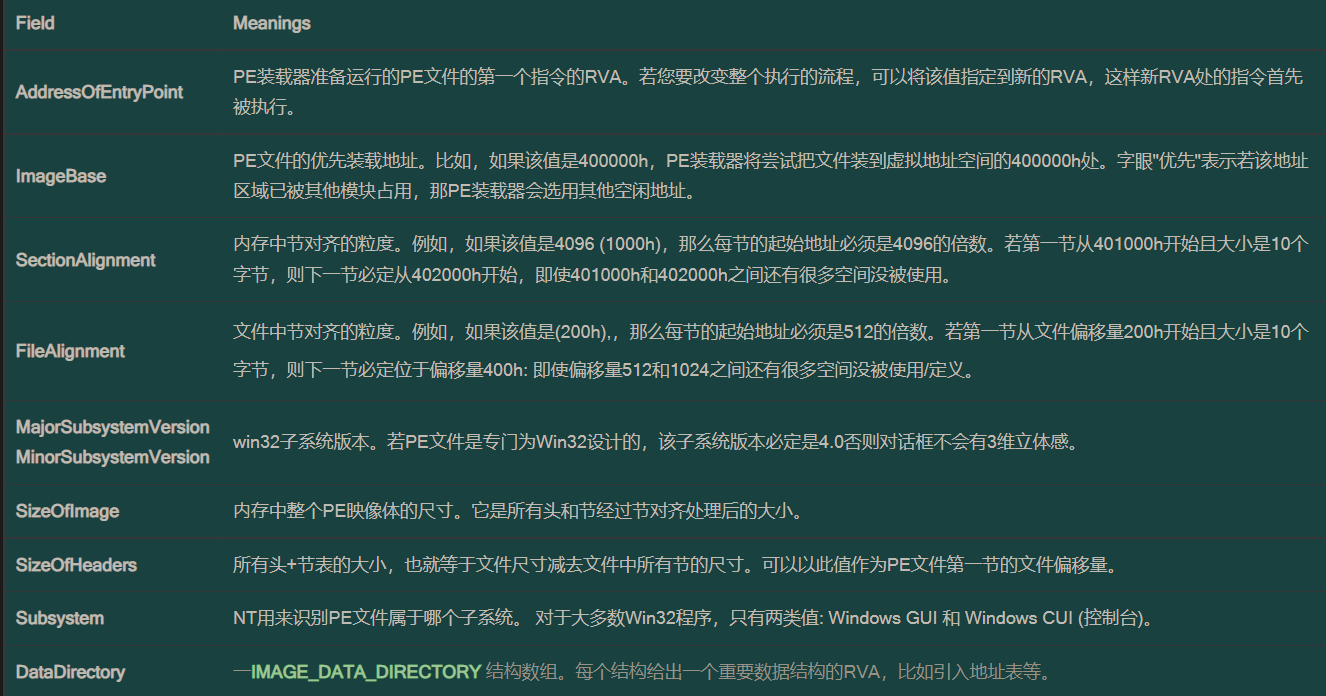 Field Meanings
AddressOfEntryPoint PE装载器准备运行的PE文件的第一个指令的RVA。若您要改变整个执行的流程，可以将该值指定到新的RVA，这样新RVA处的指令首先
被执行。
ImageBase PE文件的优先装载地址。比如，如果该值是400000h，PE装载器将尝试把文件装到虚拟地址空间的400000h处。字眼"优先"表示若该地址
区域已被其他模块占用，那PE装载器会选用其他空闲地址。
SectionAlignment 内存中节对齐的粒度。例如，如果该值是4096 (1000h)，那么每节的起始地址必须是4096的倍数。若第一节从401000h开始且大小是10个
字节，则下一节必定从402000h开始，即使401000h和402000h之间还有很多空间没被使用。
FileAlignment 文件中节对齐的粒度。例如，如果该值是(200h),，那么每节的起始地址必须是512的倍数。若第一节从文件偏移量200h开始且大小是10个
字节，则下一节必定位于偏移量400h: 即使偏移量512和1024之间还有很多空间没被使用/定义。
MajorSubsystemVersion
MinorSubsystemVersion
win32子系统版本。若PE文件是专门为Win32设计的，该子系统版本必定是4.0否则对话框不会有3维立体感。
SizeOfImage 内存中整个PE映像体的尺寸。它是所有头和节经过节对齐处理后的大小。
SizeOfHeaders 所有头+节表的大小，也就等于文件尺寸减去文件中所有节的尺寸。可以以此值作为PE文件第一节的文件偏移量。
Subsystem NT用来识别PE文件属于哪个子系统。 对于大多数Win32程序，只有两类值: Windows GUI 和 Windows CUI (控制台)。
DataDirectory 一IMAGE_DATA_DIRECTORY 结构数组。每个结构给出一个重要数据结构的RVA，比如引入地址表等。